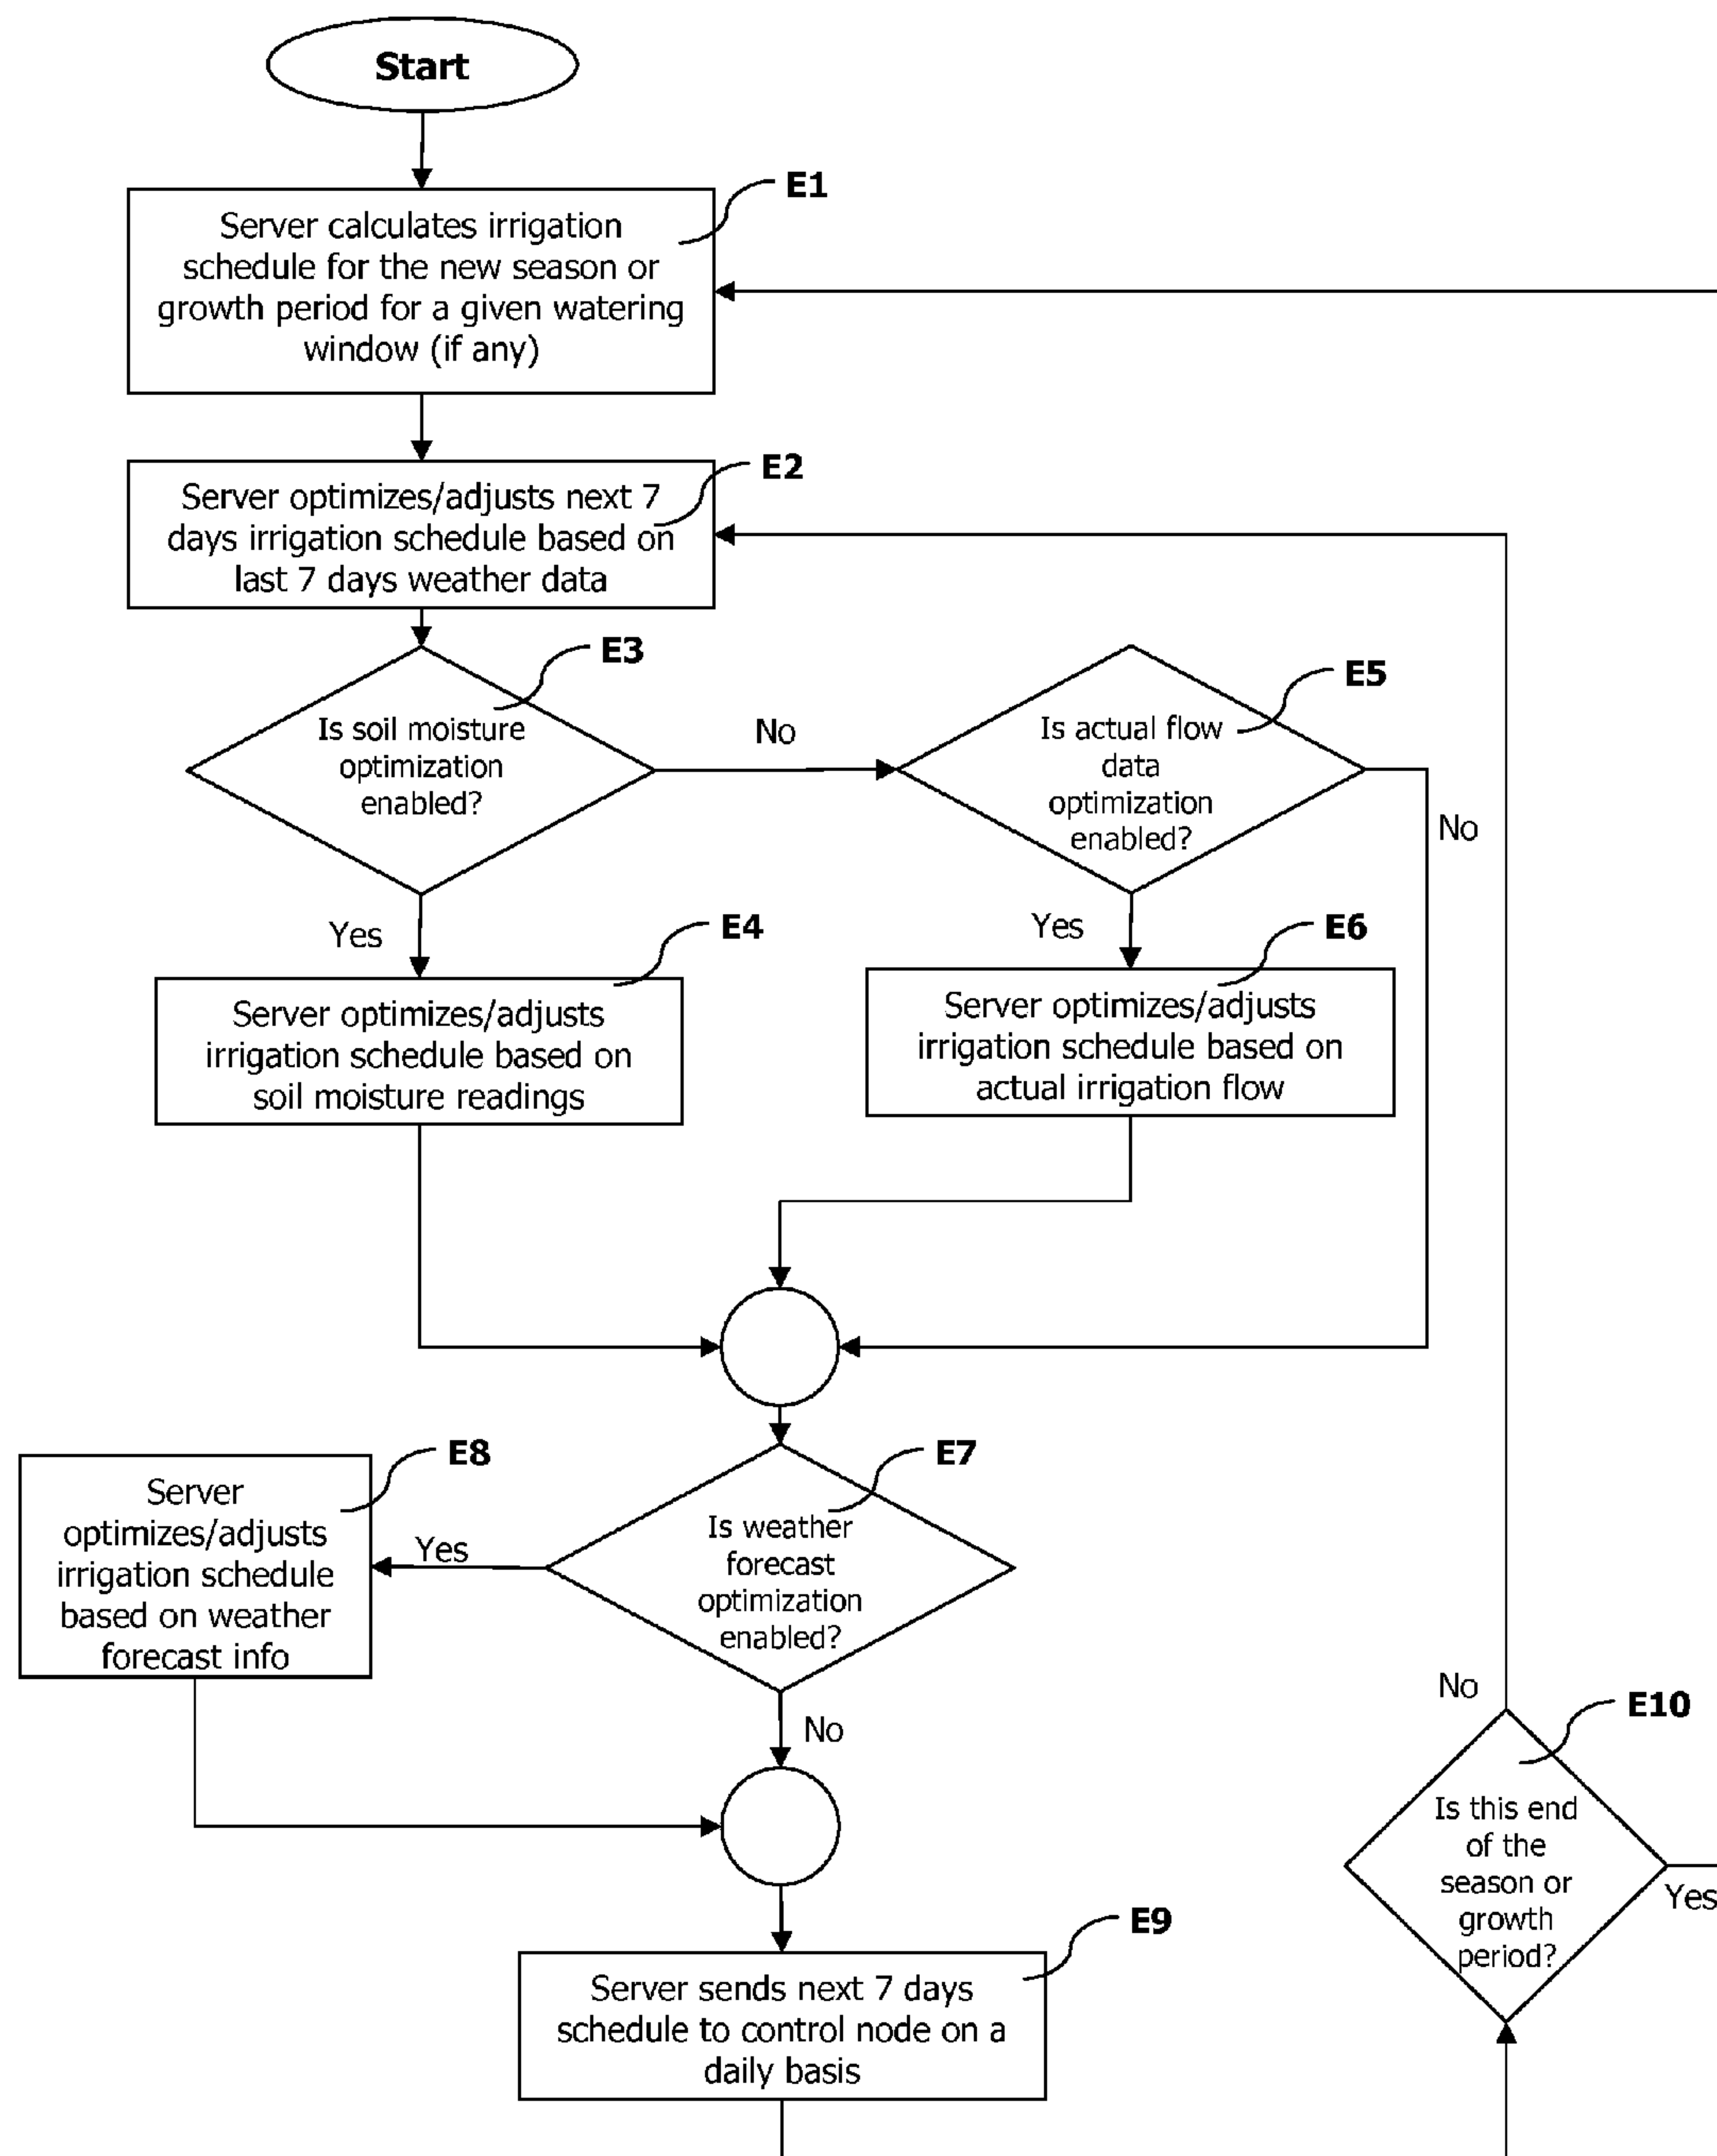 Start
E1
Server calculates irrigation
schedule for the new season or
growth period for a given watering
window (if any)
E2
Server optimizes/adjusts next 7
days irrigation schedule based on
last 7 days weather data
E3
Is soil moisture
optimization
enabled?
No
E5
Is actual flow
data
optimization
enabled?
No
Yes
E4
Server optimizes/adjusts
irrigation schedule based on
soil moisture readings
Yes
E6
Server optimizes/adjusts
irrigation schedule based on
actual irrigation flow
E7
Is weather
forecast
optimization
enabled?
Yes
E8
Server
optimizes/adjusts
irrigation schedule
based on weather
forecast info
No
E9
Server sends next 7 days
schedule to control node on a
daily basis
No
E10
Is this end
of the
season or
growth
period?
Yes